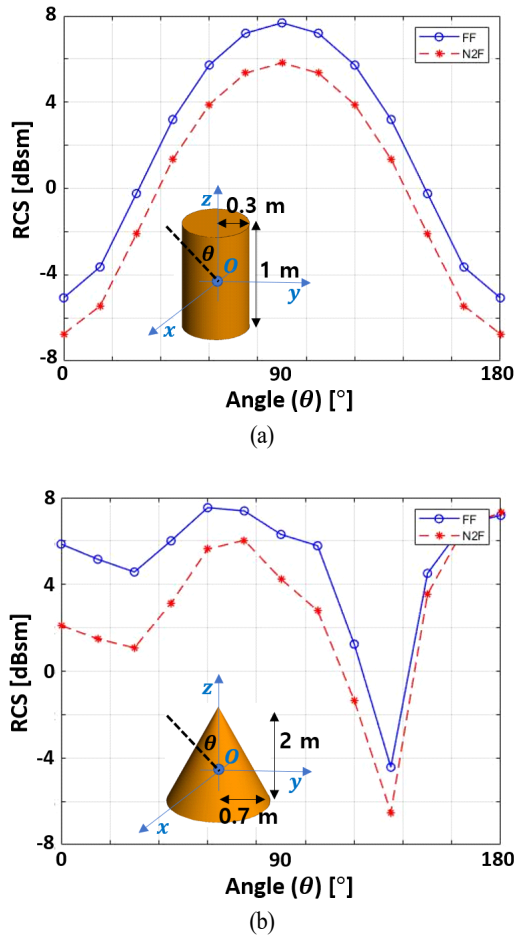 8
4
0
-4
-8
RCS [dBsm]
FF
N2F
z
0.3 m
θ
O
1 m
y
x
0
90
180
Angle (θ) [°]
(a)
8
4
0
-4
-8
RCS [dBsm]
FF
N2F
z
θ
O
2 m
y
0.7 m
x
0
90
180
Angle (θ) [°]
(b)